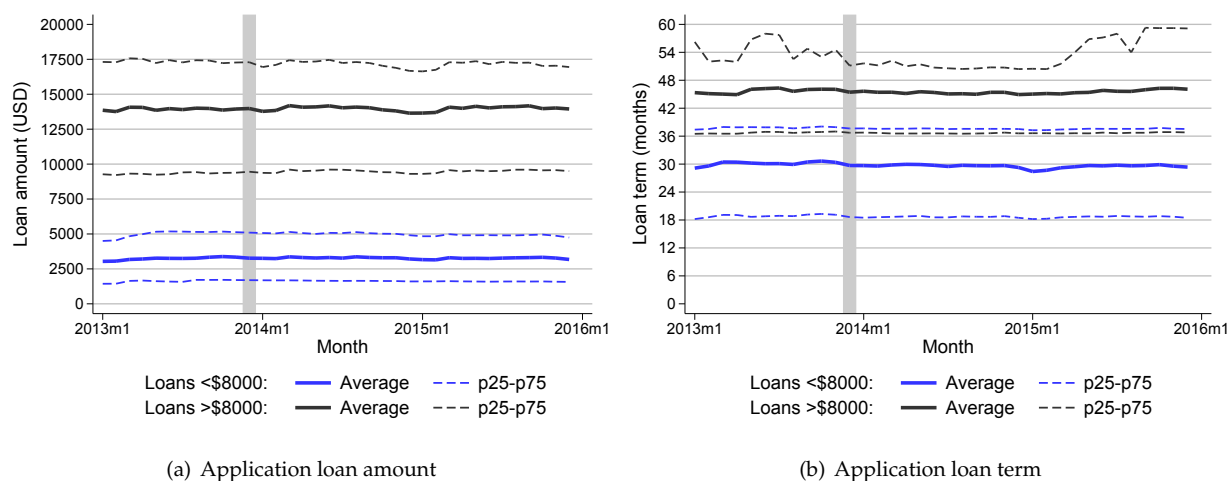 20000
17500
15000
12500
10000
7500
5000
2500
0
Loan amount (USD)
2013m1 2014m1 2015m1 2016m1
Month
Loans <$8000: Average p25-p75
Loans >$8000: Average p25-p75
(a) Application loan amount
60
54
48
42
36
30
24
18
12
6
0
Loan term (months)
2013m1 2014m1 2015m1 2016m1
Month
Loans <$8000: Average p25-p75
Loans >$8000: Average p25-p75
(b) Application loan term